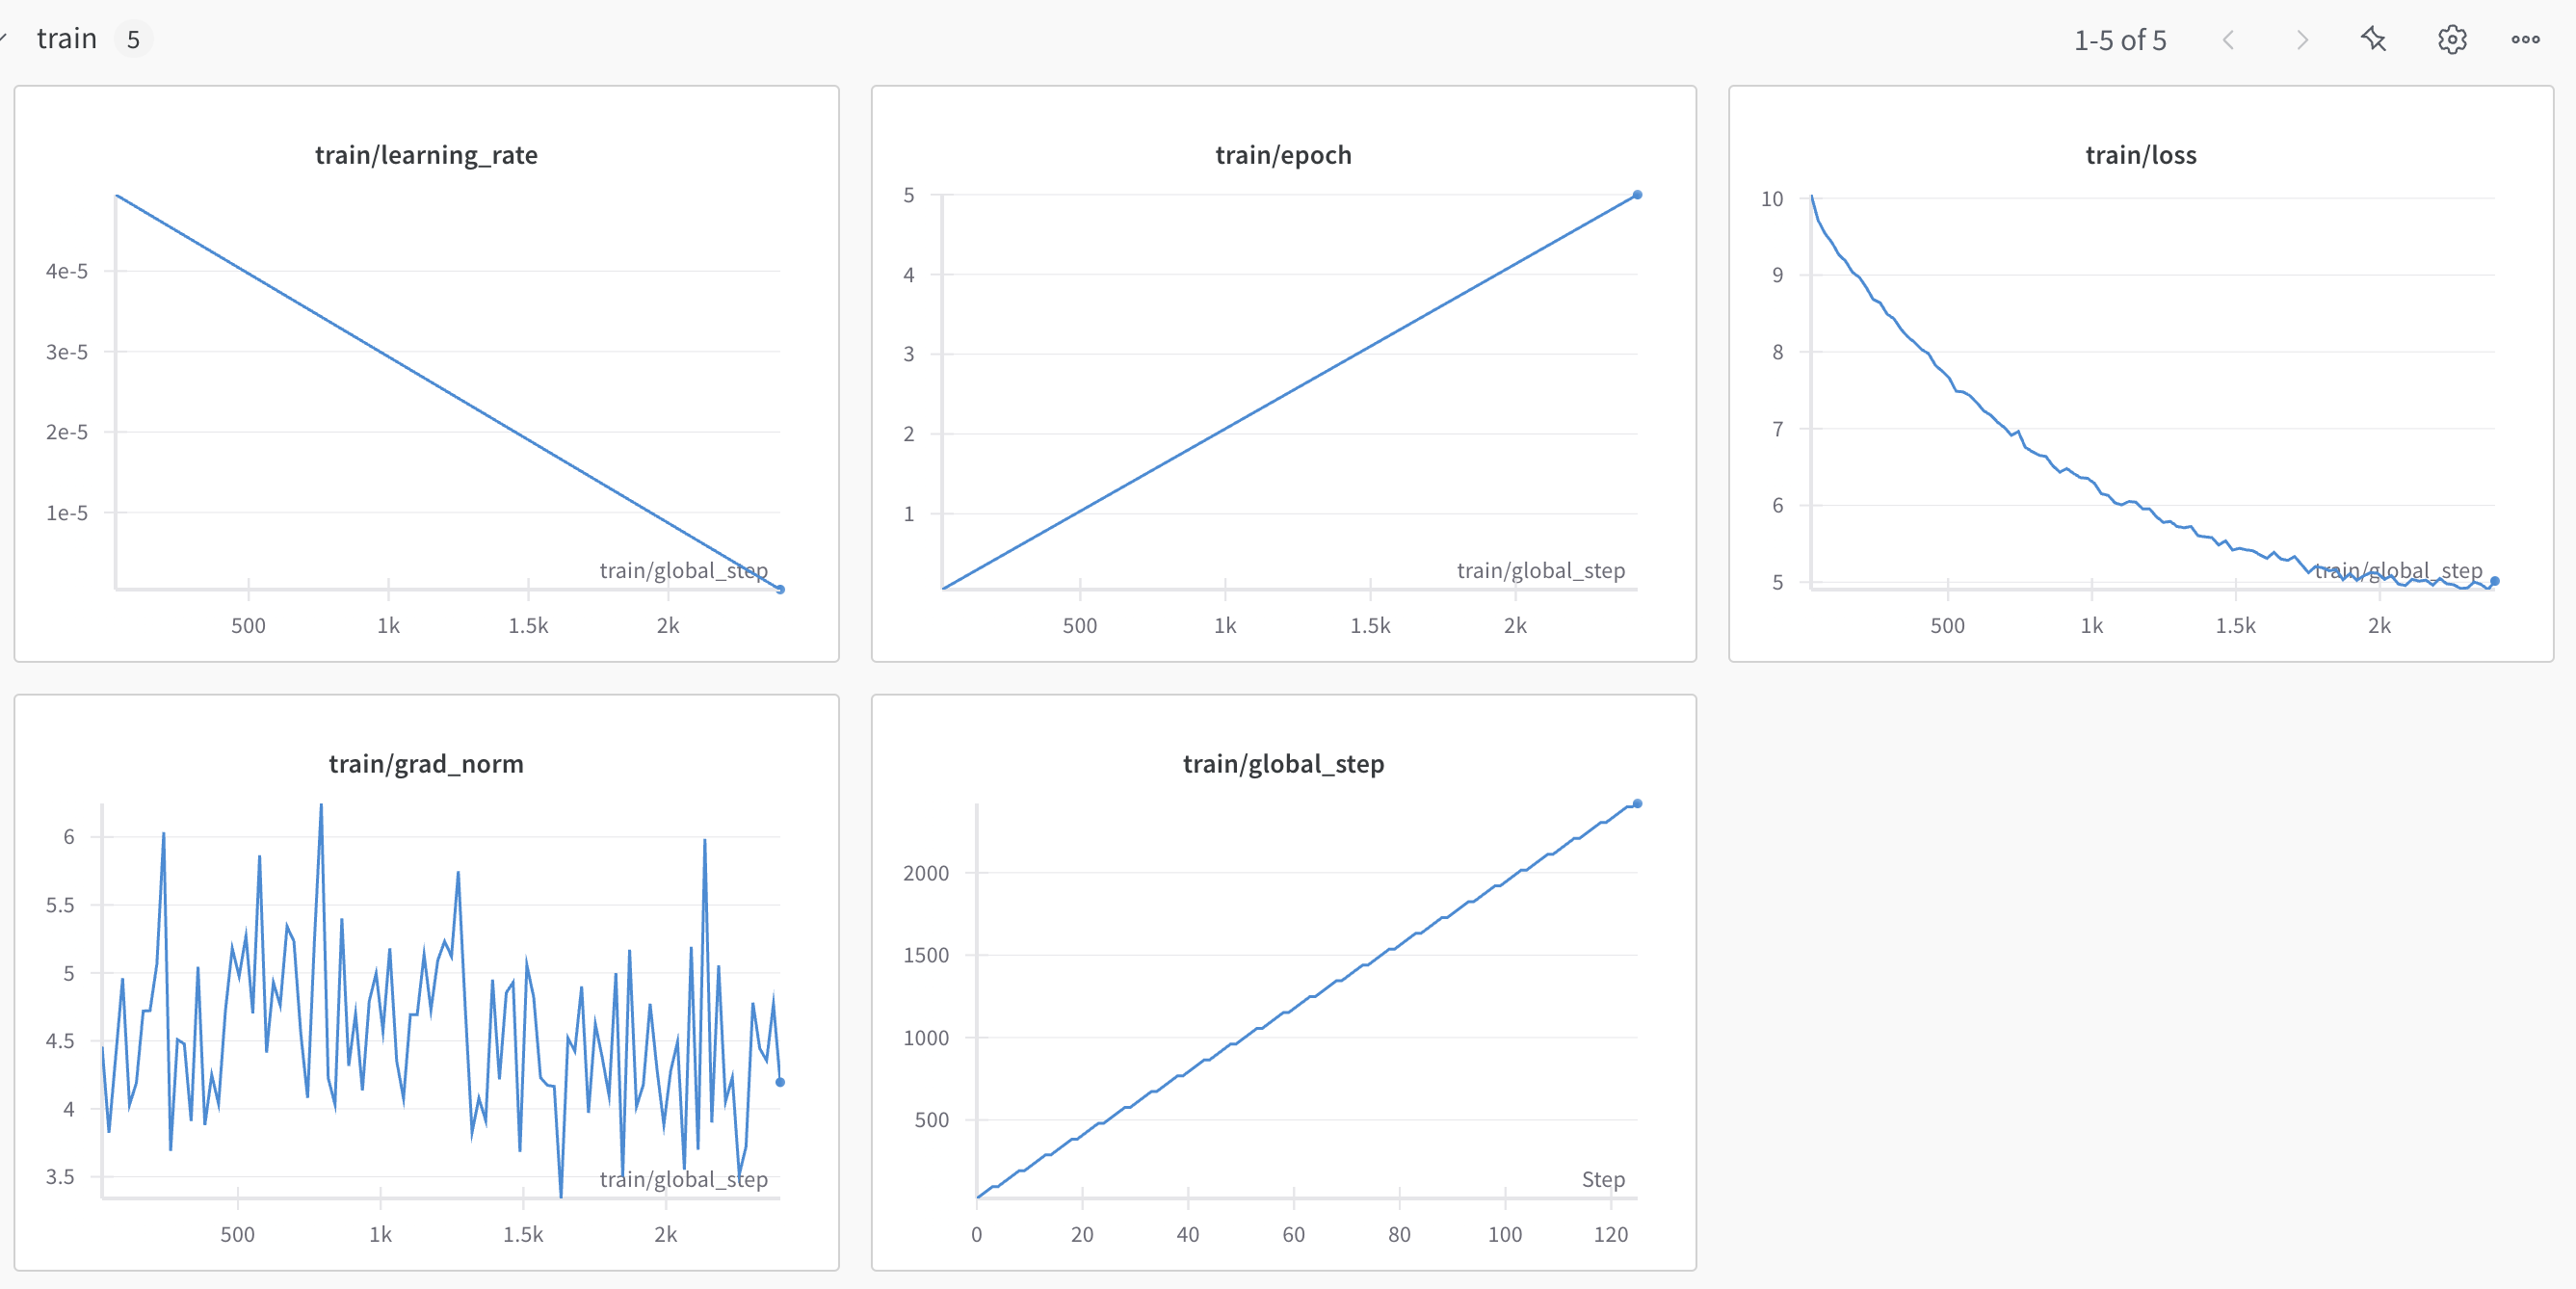 train 5
1-5 of 5
train/learning_rate
4e-5
3e-5
2e-5
1e-5
train/global_step
500 1k 1.5k 2k
train/epoch
5
4
3
2
1
train/global_step
500 1k 1.5k 2k
train/loss
10
9
8
7
6
5
train/global_step
500 1k 1.5k 2k
train/grad_norm
6
5.5
5
4.5
4
3.5
train/global_step
500 1k 1.5k 2k
train/global_step
2000
1500
1000
500
Step
0 20 40 60 80 100 120